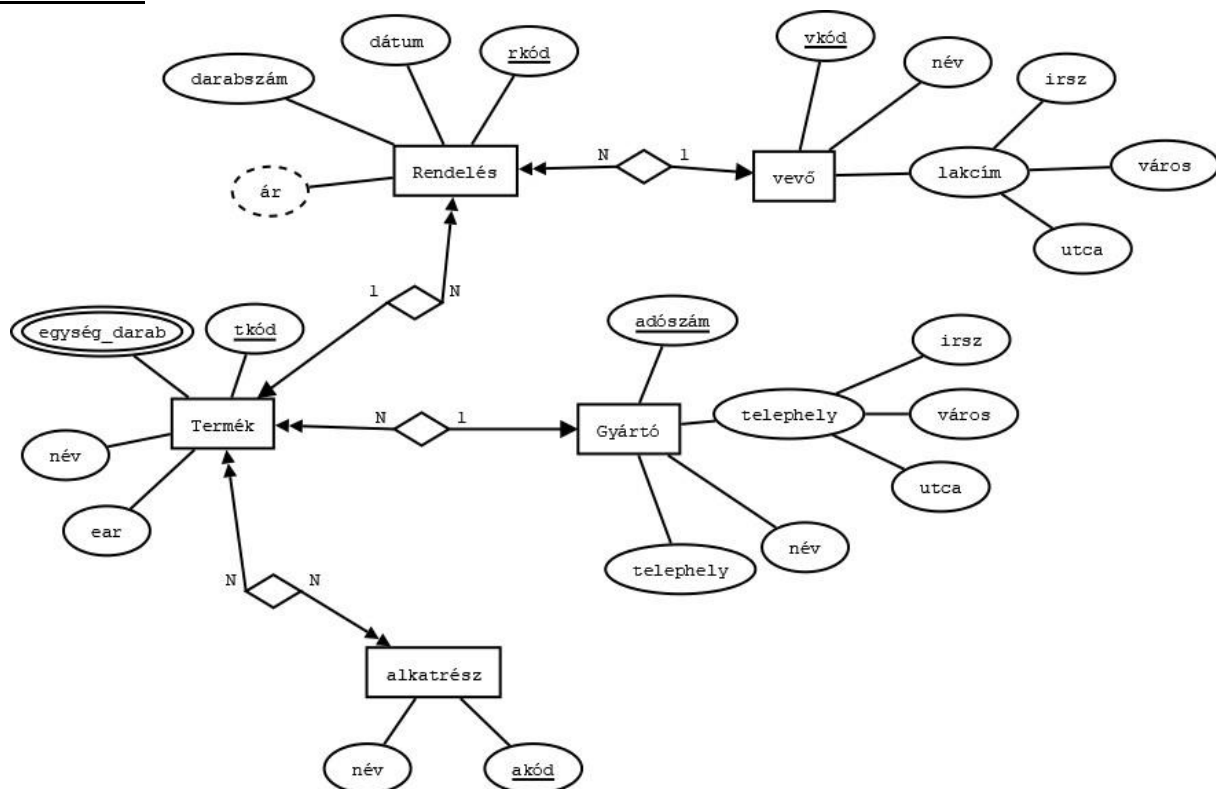 dátum
rkód
darabszám
ár
Rendelés
N
1
vkód
név
irsz
vevő
lakcím
város
utca
1
N
egység_darab
tkód
Termék
név
ear
N
1
adószám
Gyártó
telephely
irsz
város
utca
név
telephely
N
N
alkatrész
név
akód